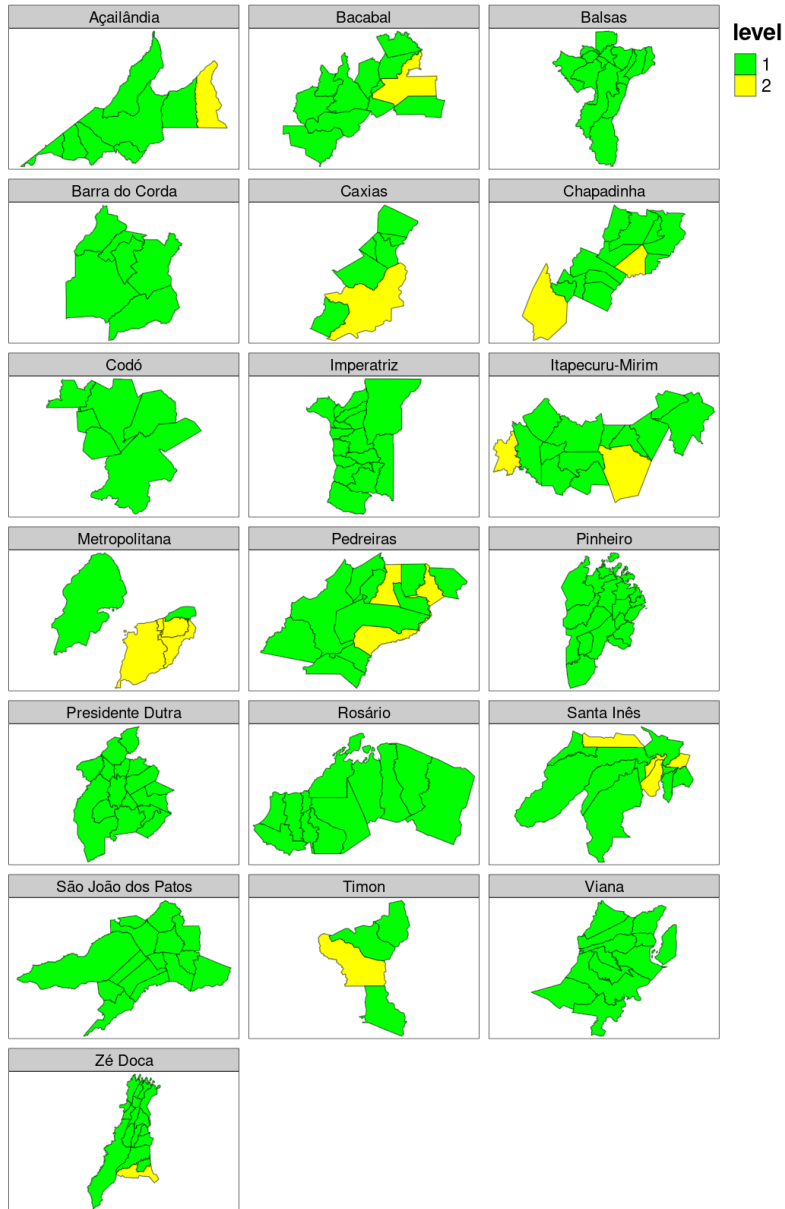 Açailândia
Bacabal
Balsas
level
1
2
Barra do Corda
Caxias
Chapadinha
Codó
Imperatriz
Itapecuru-Mirim
Metropolitana
Pedreiras
Pinheiro
Presidente Dutra
Rosário
Santa Inês
São João dos Patos
Timon
Viana
Zé Doca